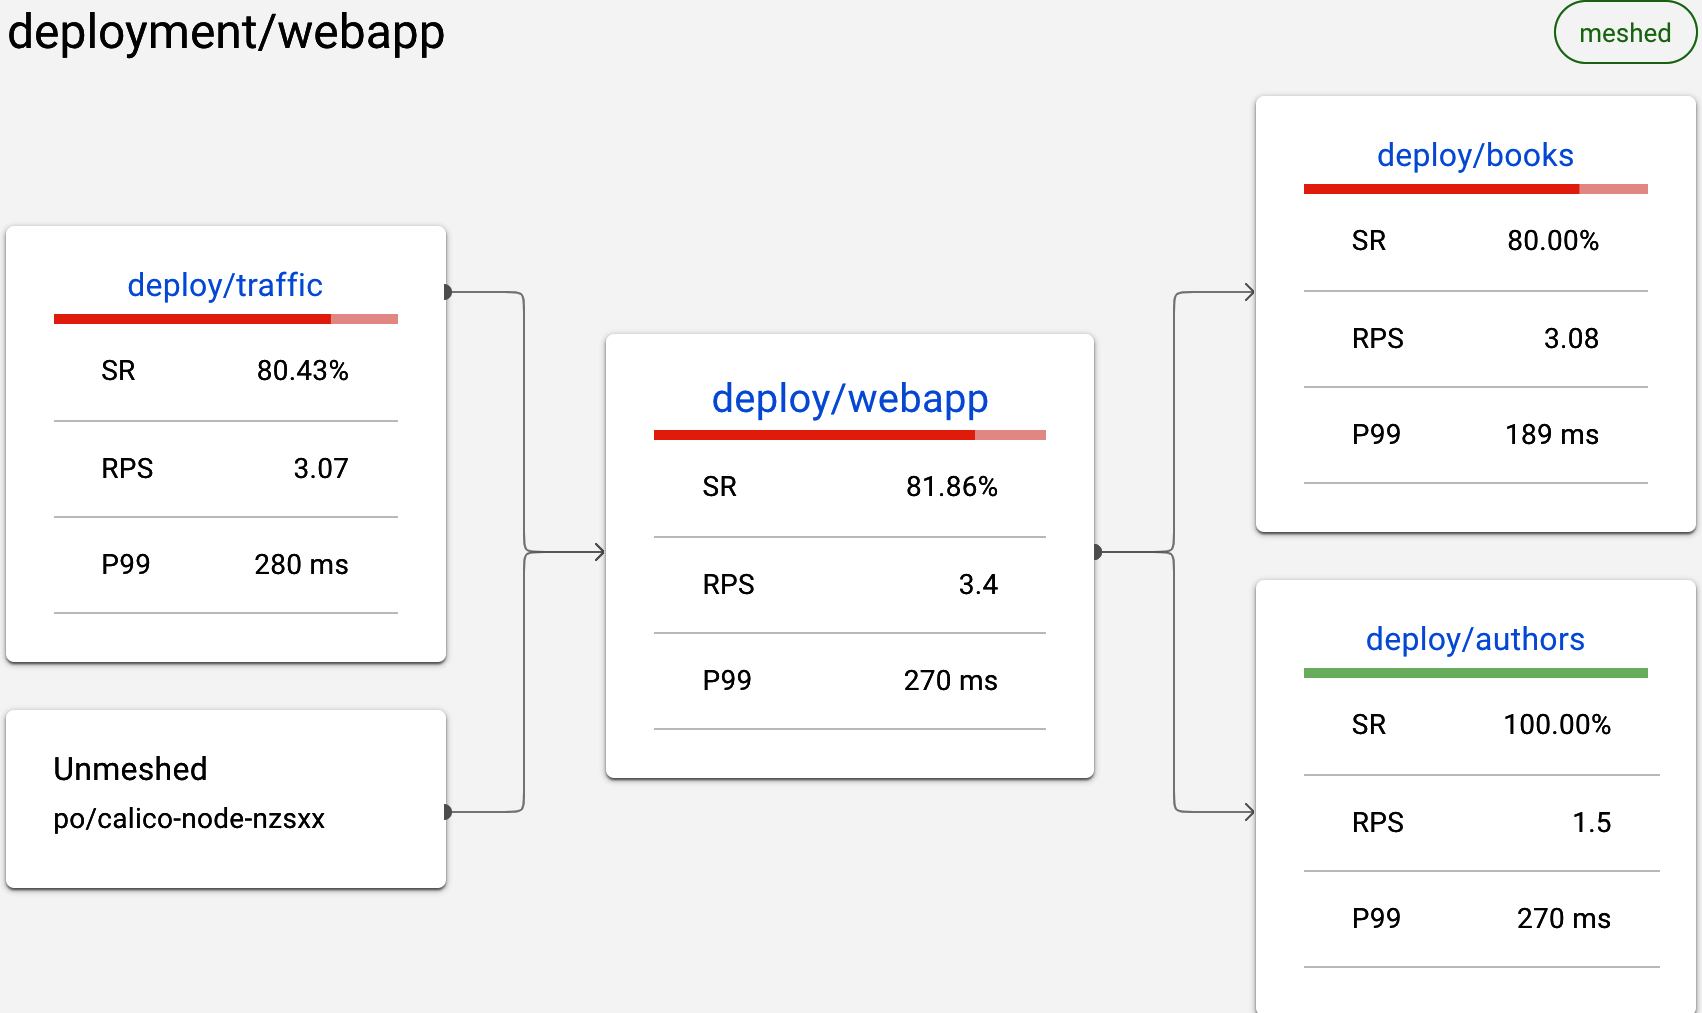 deployment/webapp
meshed
deploy/traffic
SR 80.43%
RPS 3.07
P99 280 ms
Unmeshed
po/calico-node-nzsxx
deploy/webapp
SR 81.86%
RPS 3.4
P99 270 ms
deploy/books
SR 80.00%
RPS 3.08
P99 189 ms
deploy/authors
SR 100.00%
RPS 1.5
P99 270 ms